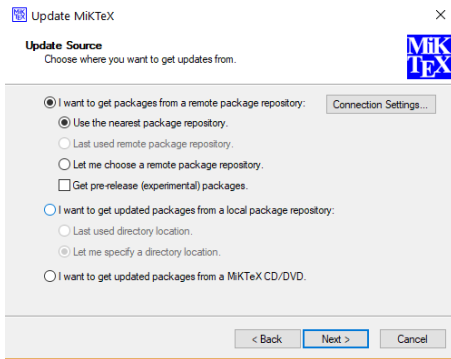 MiK
TEX
Update MiKTeX
Update Source
Choose where you want to get updates from.
MiK
TEX
I want to get packages from a remote package repository:
Connection Settings...
Use the nearest package repository.
Last used remote package repository.
Let me choose a remote package repository.
Get pre-release (experimental) packages.
I want to get updated packages from a local package repository:
Last used directory location.
Let me specify a directory location.
I want to get updated packages from a MiKTeX CD/DVD.
< Back
Next >
Cancel